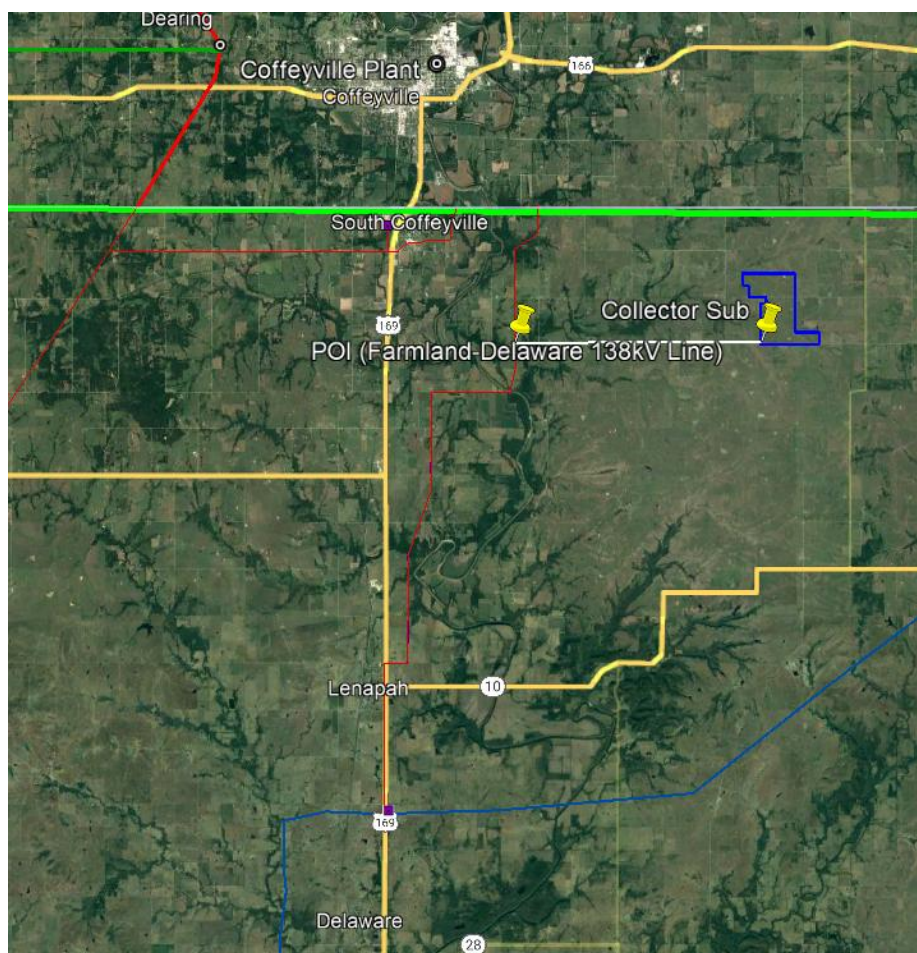 Dearing
Coffeyville Plant
166
Coffeyville
South Coffeyville
Collector Sub
169
POI (Farmland-Delaware 138kV Line)
Lenapah
10
169
Delaware
28